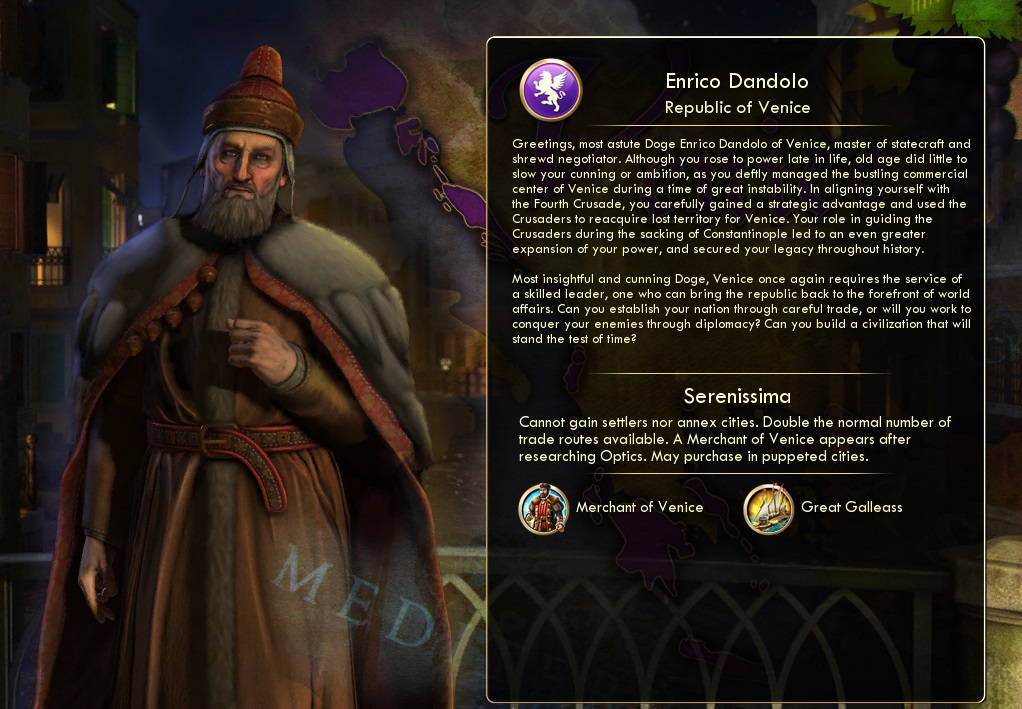 Enrico Dandolo
Republic of Venice
Greetings, most astute Doge Enrico Dandolo of Venice, master of statecraft and
shrewd negotiator. Although you rose to power late in life, old age did little to
slow your cunning or ambition, as you deftly managed the bustling commercial
center of Venice during a time of great instability. In aligning yourself with
the Fourth Crusade, you carefully gained a strategic advantage and used the
Crusaders to reacquire lost territory for Venice. Your role in guiding the
Crusaders during the sacking of Constantinople led to an even greater
expansion of your power, and secured your legacy throughout history.
Most insightful and cunning Doge, Venice once again requires the service of
a skilled leader, one who can bring the republic back to the forefront of world
affairs. Can you establish your nation through careful trade, or will you work to
conquer your enemies through diplomacy? Can you build a civilization that will
stand the test of time?
Serenissima
Cannot gain settlers nor annex cities. Double the normal number of
trade routes available. A Merchant of Venice appears after
researching Optics. May purchase in puppeted cities.
Merchant of Venice
Great Galleass
MED